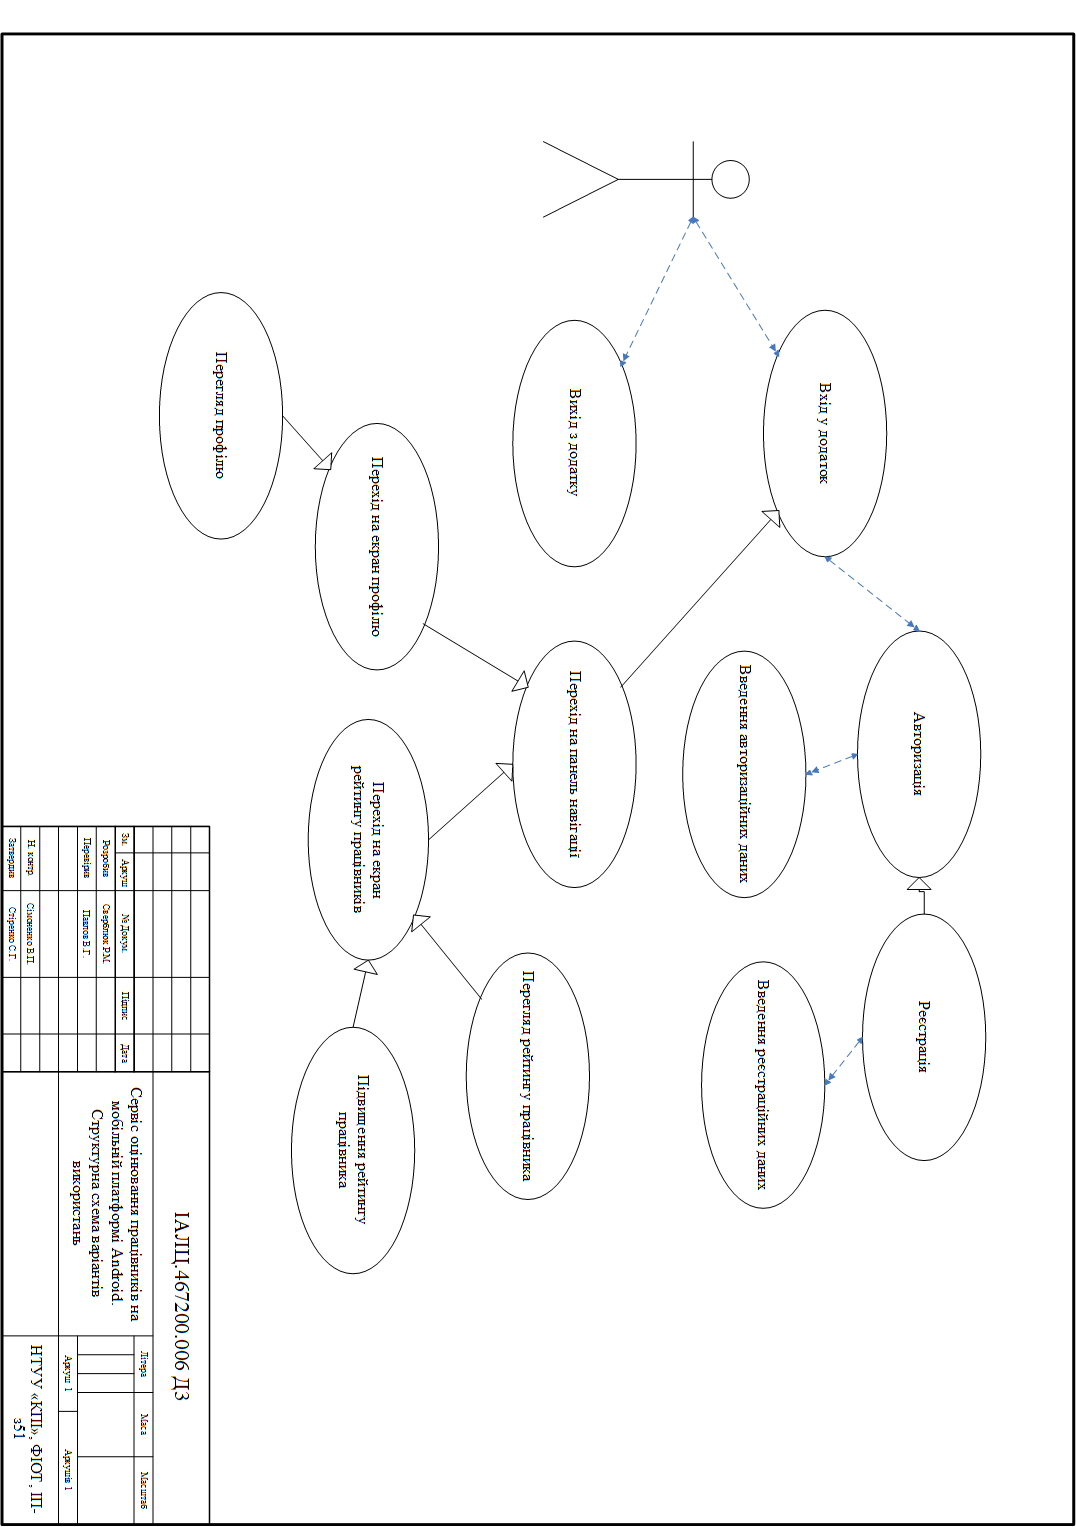 Вхід у додаток
Вихід з додатку
Авторизація
Введення авторизаційних даних
Реєстрація
Введення реєстраційних даних
Перехід на панель навігації
Перегляд профілю
Перехід на екран профілю
Перехід на екран
рейтингу працівників
Перегляд рейтингу працівника
Підвищення рейтингу
працівника
ІАЛЦ.467200.006 Д3
Зм.
Аркуш
№ Докум.
Підпис
Дата
Розробив
Сверблюк Р.М.
Перевірив
Павлов В.Г.
Н. контр.
Сімоненко В.П.
Затвердив
Стіренко С.Г.
Сервіс оцінювання працівників на
мобільній платформі Android.
Структурна схема варіантів
використань
Літера
Маса
Масштаб
Аркуш 1
Аркушів 1
НТУУ «КПІ», ФІОТ, ІП-
з51